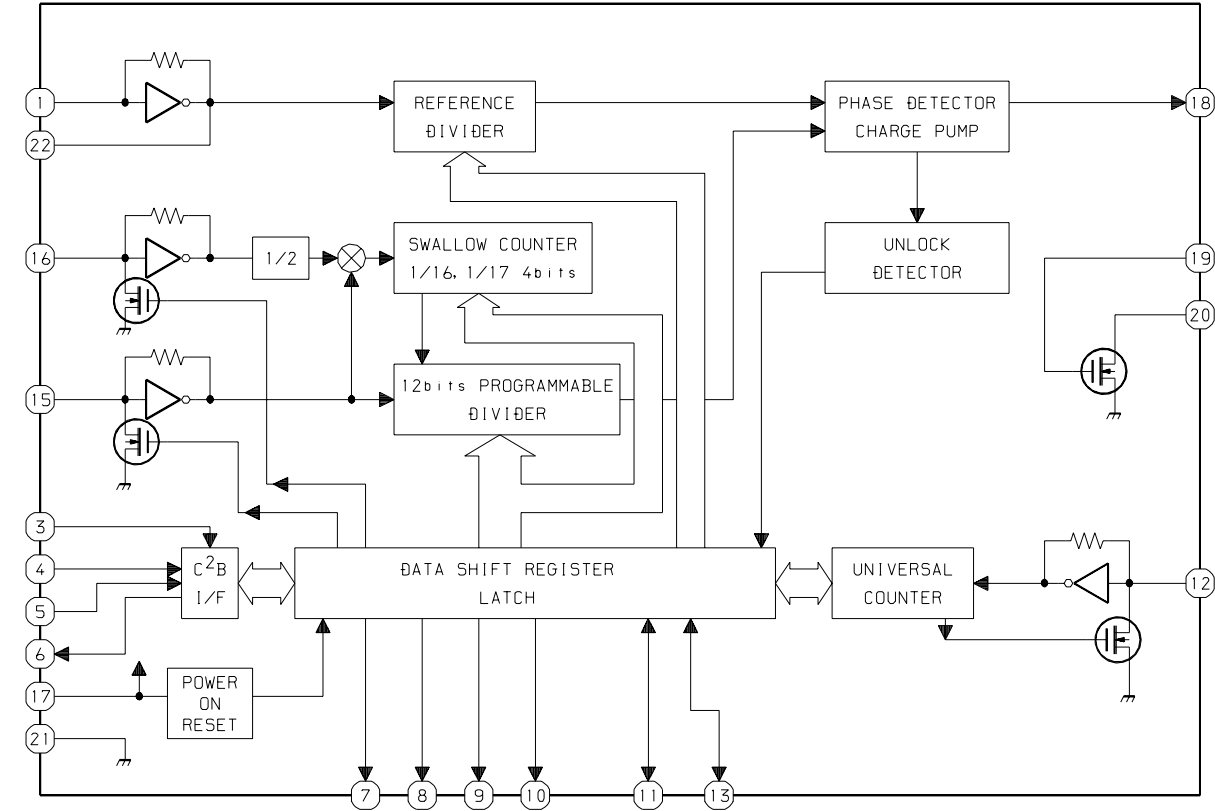 1
REFERENCE
DIVIDER
PHASE DETECTOR
CHARGE PUMP
18
22
16
1/2
SWALLOW COUNTER
1/16, 1/17 4bits
UNLOCK
DETECTOR
19
20
15
12bits PROGRAMMABLE
DIVIDER
3
4
5
6
C²B
I/F
DATA SHIFT REGISTER
LATCH
UNIVERSAL
COUNTER
12
17
POWER
ON
RESET
21
7
8
9
10
11
13